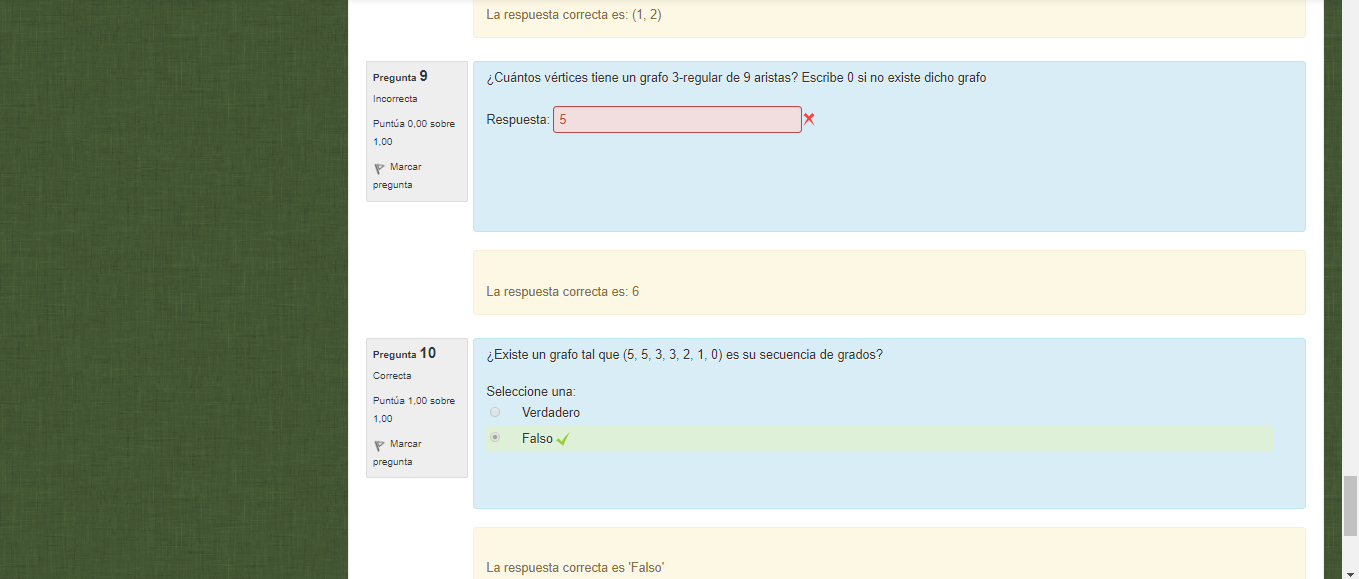 La respuesta correcta es: (1, 2)
Pregunta 9
Incorrecta
Puntúa 0,00 sobre
1,00
Marcar
pregunta
¿Cuántos vértices tiene un grafo 3-regular de 9 aristas? Escribe 0 si no existe dicho grafo
Respuesta: 5
La respuesta correcta es: 6
Pregunta 10
Correcta
Puntúa 1,00 sobre
1,00
Marcar
pregunta
¿Existe un grafo tal que (5, 5, 3, 3, 2, 1, 0) es su secuencia de grados?
Seleccione una:
Verdadero
Falso
La respuesta correcta es 'Falso'